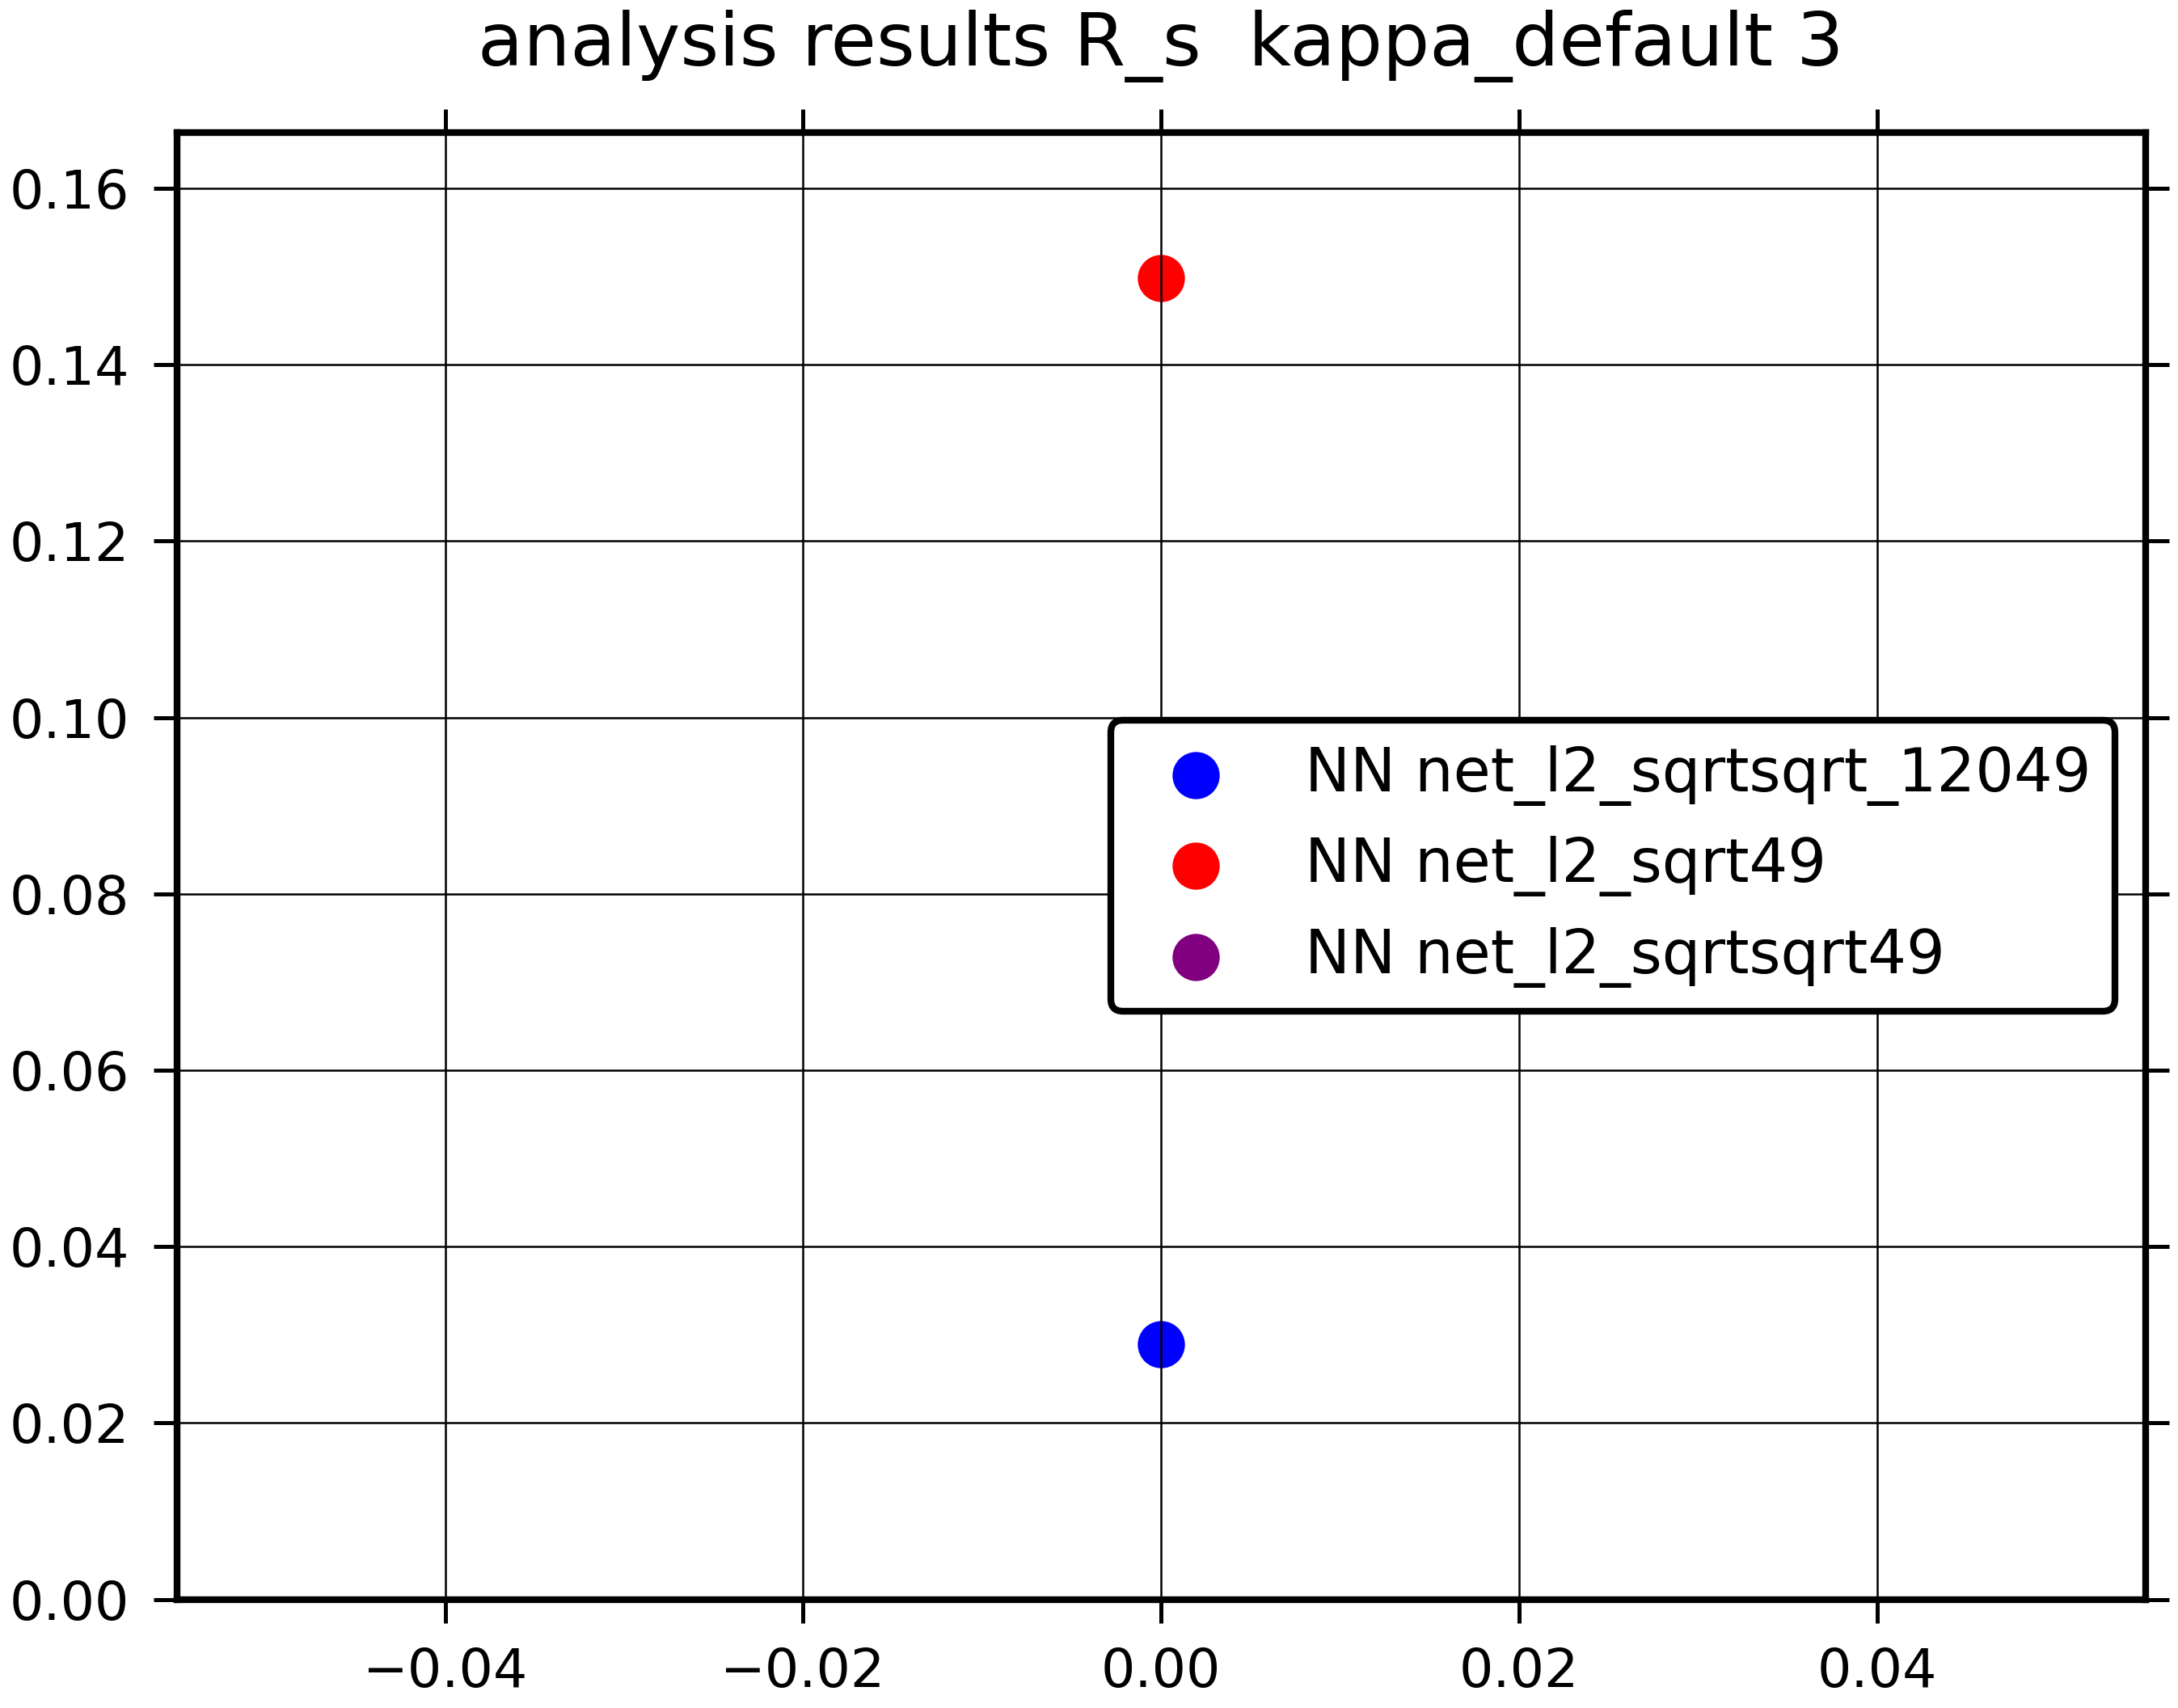 analysis results R_s  kappa_default 3
0.16
0.14
0.12
0.10
0.08
0.06
0.04
0.02
0.00
NN net_l2_sqrtsqrt_12049
NN net_l2_sqrt49
NN net_l2_sqrtsqrt49
−0.04 −0.02 0.00 0.02 0.04